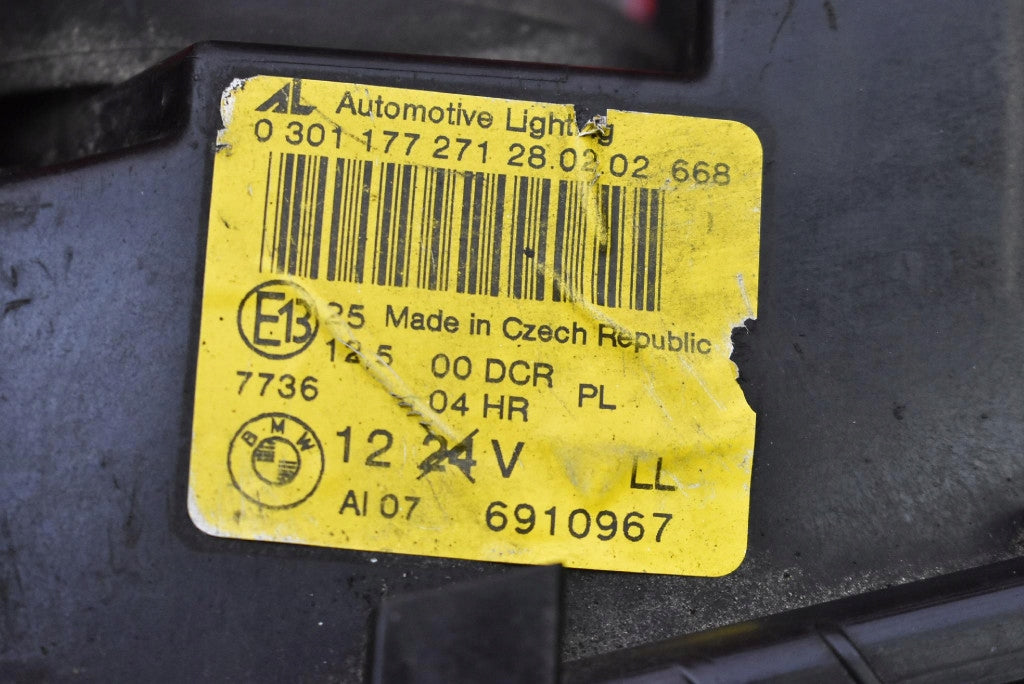 AL Automotive Lighting
0 301 177 271 28.02.02 668
E13 25 Made in Czech Republic
12.5 00 DCR PL
7736 04 HR
BMW 12 24 V LL
Al 07 6910967